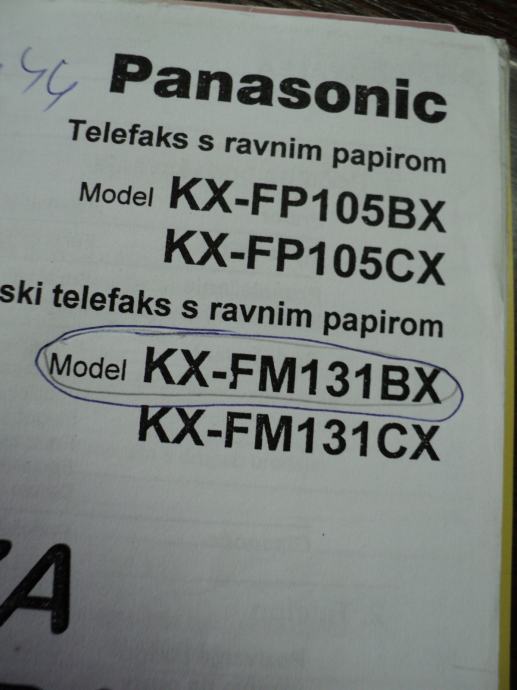 Panasonic
Telefaks s ravnim papirom
Model KX-FP105BX
KX-FP105CX
ski telefaks s ravnim papirom
Model KX-FM131BX
KX-FM131CX